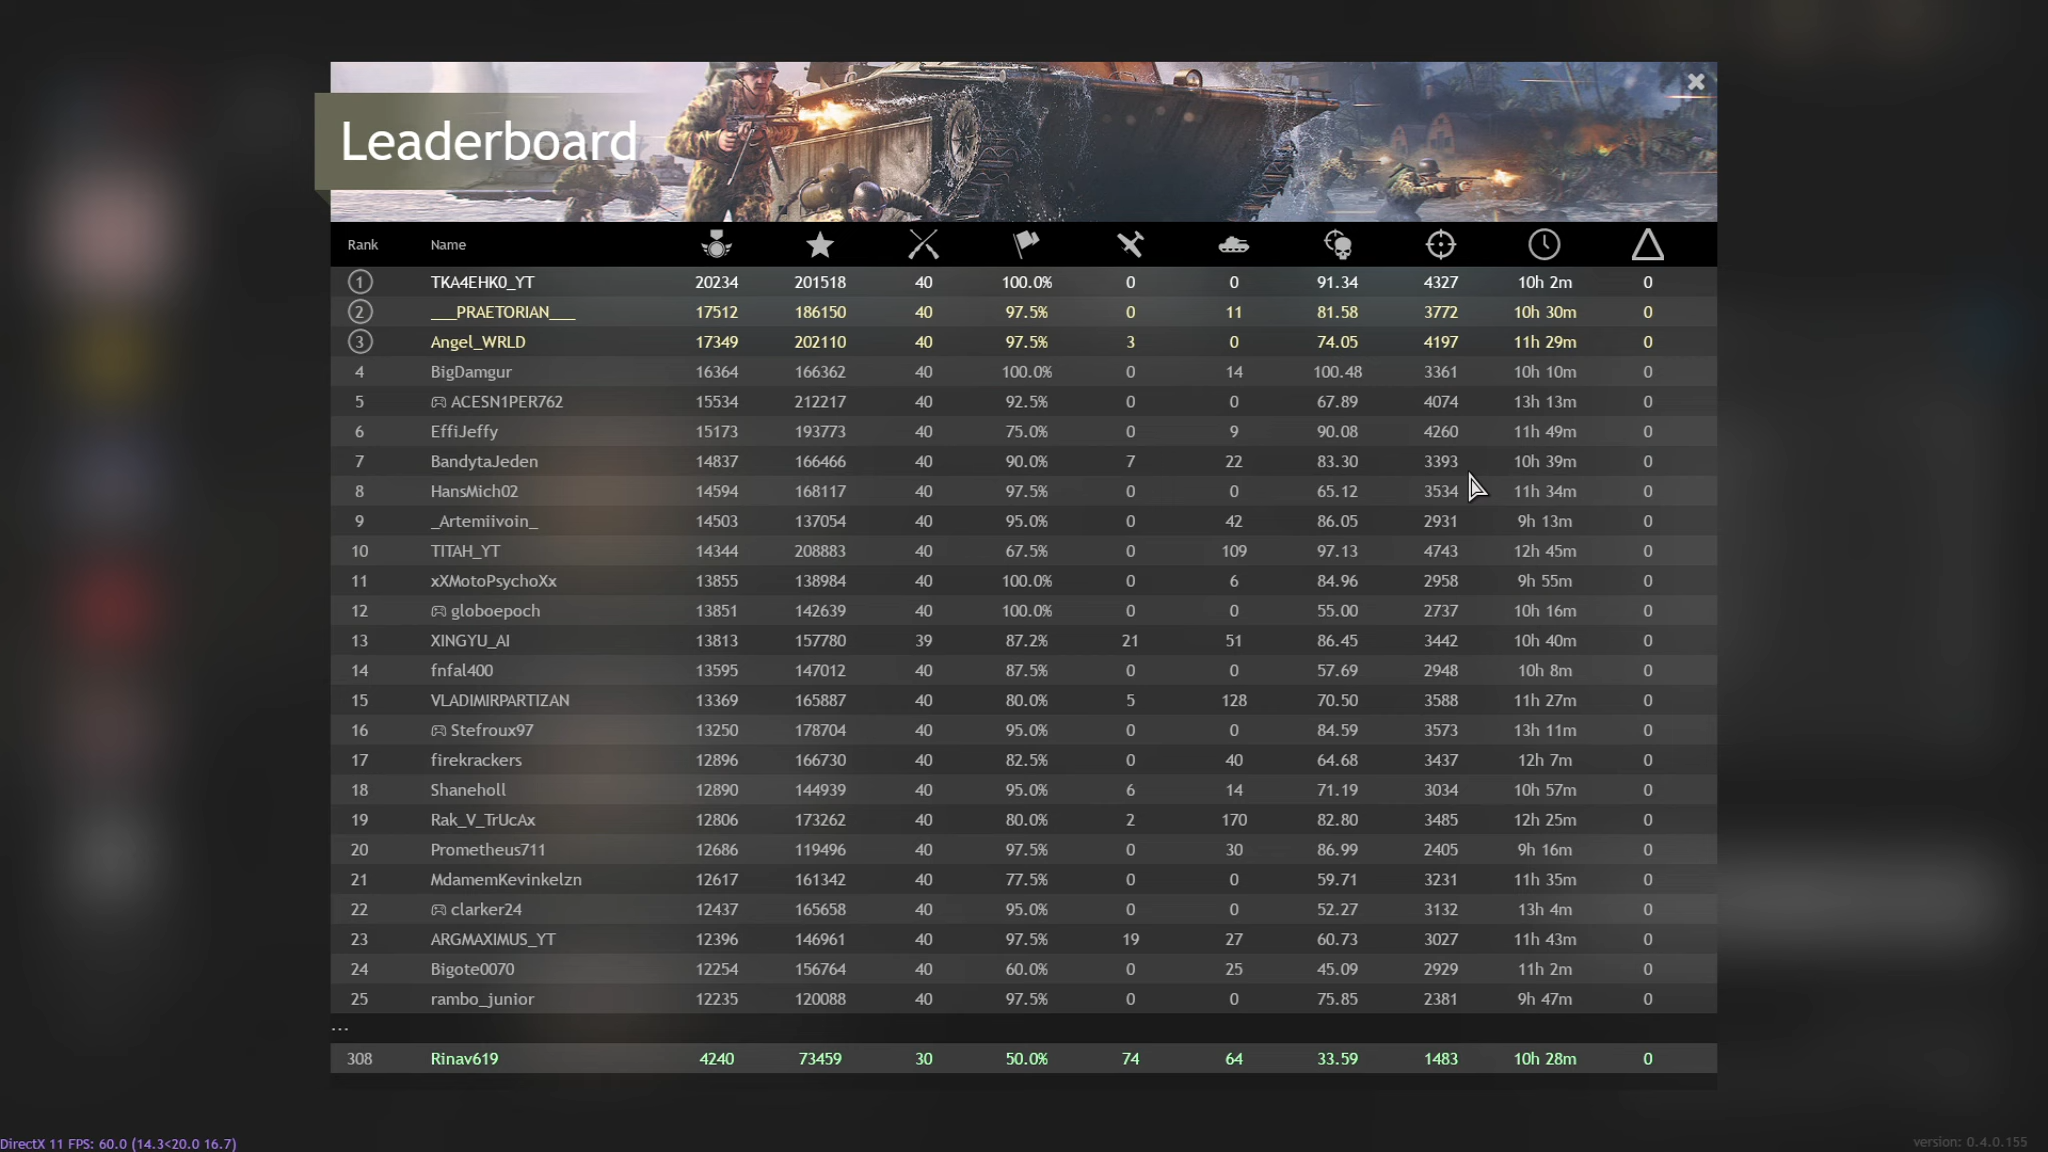 Leaderboard
Rank Name
1 TKA4EHK0_YT 20234 201518 40 100.0% 0 0 91.34 4327 10h 2m 0
2 ___PRAETORIAN___ 17512 186150 40 97.5% 0 11 81.58 3772 10h 30m 0
3 Angel_WRLD 17349 202110 40 97.5% 3 0 74.05 4197 11h 29m 0
4 BigDamgur 16364 166362 40 100.0% 0 14 100.48 3361 10h 10m 0
5 ACESN1PER762 15534 212217 40 92.5% 0 0 67.89 4074 13h 13m 0
6 EffiJeffy 15173 193773 40 75.0% 0 9 90.08 4260 11h 49m 0
7 BandytaJeden 14837 166466 40 90.0% 7 22 83.30 3393 10h 39m 0
8 HansMich02 14594 168117 40 97.5% 0 0 65.12 3534 11h 34m 0
9 _Artemiivoin_ 14503 137054 40 95.0% 0 42 86.05 2931 9h 13m 0
10 TITAH_YT 14344 208883 40 67.5% 0 109 97.13 4743 12h 45m 0
11 xXMotoPsychoXx 13855 138984 40 100.0% 0 6 84.96 2958 9h 55m 0
12 globoepoch 13851 142639 40 100.0% 0 0 55.00 2737 10h 16m 0
13 XINGYU_AI 13813 157780 39 87.2% 21 51 86.45 3442 10h 40m 0
14 fnfal400 13595 147012 40 87.5% 0 0 57.69 2948 10h 8m 0
15 VLADIMIRPARTIZAN 13369 165887 40 80.0% 5 128 70.50 3588 11h 27m 0
16 Stefroux97 13250 178704 40 95.0% 0 0 84.59 3573 13h 11m 0
17 firekrackers 12896 166730 40 82.5% 0 40 64.68 3437 12h 7m 0
18 Shaneholl 12890 144939 40 95.0% 6 14 71.19 3034 10h 57m 0
19 Rak_V_TrUcAx 12806 173262 40 80.0% 2 170 82.80 3485 12h 25m 0
20 Prometheus711 12686 119496 40 97.5% 0 30 86.99 2405 9h 16m 0
21 MdamemKevinkelzn 12617 161342 40 77.5% 0 0 59.71 3231 11h 35m 0
22 clarker24 12437 165658 40 95.0% 0 0 52.27 3132 13h 4m 0
23 ARGMAXIMUS_YT 12396 146961 40 97.5% 19 27 60.73 3027 11h 43m 0
24 Bigote0070 12254 156764 40 60.0% 0 25 45.09 2929 11h 2m 0
25 rambo_junior 12235 120088 40 97.5% 0 0 75.85 2381 9h 47m 0
...
308 Rinav619 4240 73459 30 50.0% 74 64 33.59 1483 10h 28m 0
DirectX 11 FPS: 60.0 (14.3<20.0 16.7)
version: 0.4.0.155